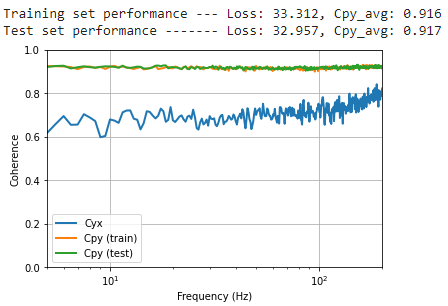 Training set performance --- Loss: 33.312, Cpy_avg: 0.916
Test set performance ------- Loss: 32.957, Cpy_avg: 0.917
1.0
0.8
0.6
0.4
0.2
0.0
Coherence
Cyx
Cpy (train)
Cpy (test)
10¹
10²
Frequency (Hz)